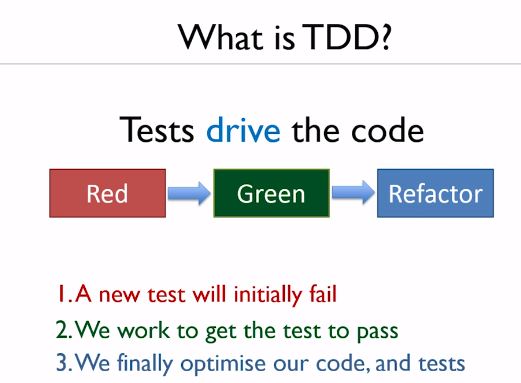 What is TDD?
Tests drive the code
Red Green Refactor
1. A new test will initially fail
2. We work to get the test to pass
3. We finally optimise our code, and tests